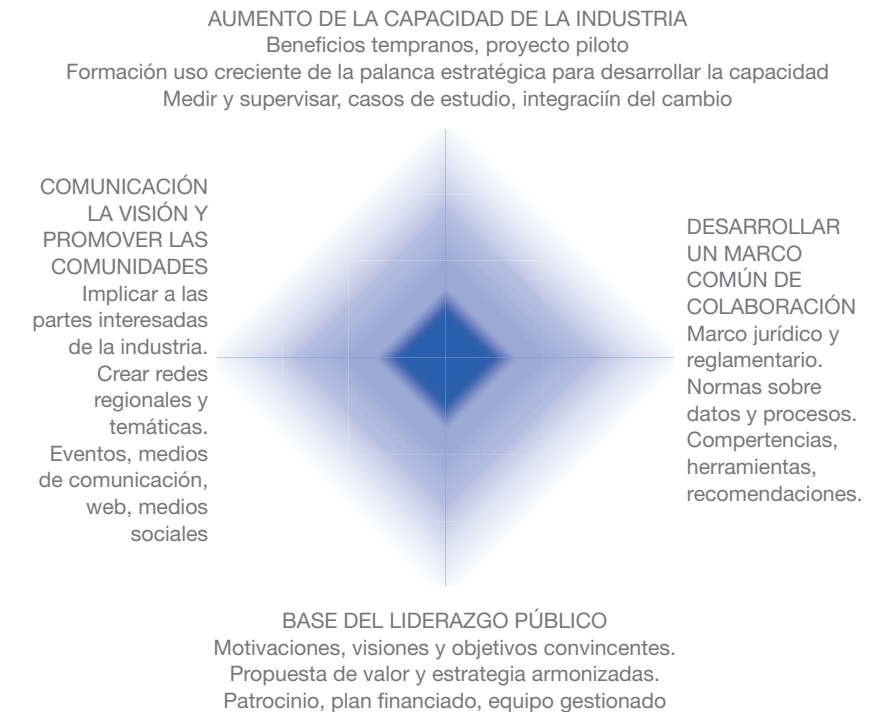 AUMENTO DE LA CAPACIDAD DE LA INDUSTRIA
Beneficios tempranos, proyecto piloto
Formación uso creciente de la palanca estratégica para desarrollar la capacidad
Medir y supervisar, casos de estudio, integraciín del cambio
COMUNICACIÓN
LA VISIÓN Y
PROMOVER LAS
COMUNIDADES
Implicar a las
partes interesadas
de la industria.
Crear redes
regionales y
temáticas.
Eventos, medios
de comunicación,
web, medios
sociales
DESARROLLAR
UN MARCO
COMÚN DE
COLABORACIÓN
Marco jurídico y
reglamentario.
Normas sobre
datos y procesos.
Compertencias,
herramientas,
recomendaciones.
BASE DEL LIDERAZGO PÚBLICO
Motivaciones, visiones y objetivos convincentes.
Propuesta de valor y estrategia armonizadas.
Patrocinio, plan financiado, equipo gestionado